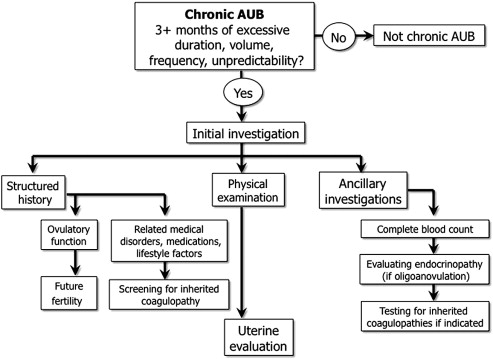 Chronic AUB
3+ months of excessive
duration, volume,
frequency, unpredictability?
No
Not chronic AUB
Yes
Initial investigation
Structured
history
Physical
examination
Ancillary
investigations
Ovulatory
function
Related medical
disorders, medications,
lifestyle factors
Complete blood count
Evaluating endocrinopathy
(if oligoanovulation)
Future
fertility
Screening for inherited
coagulopathy
Testing for inherited
coagulopathies if indicated
Uterine
evaluation